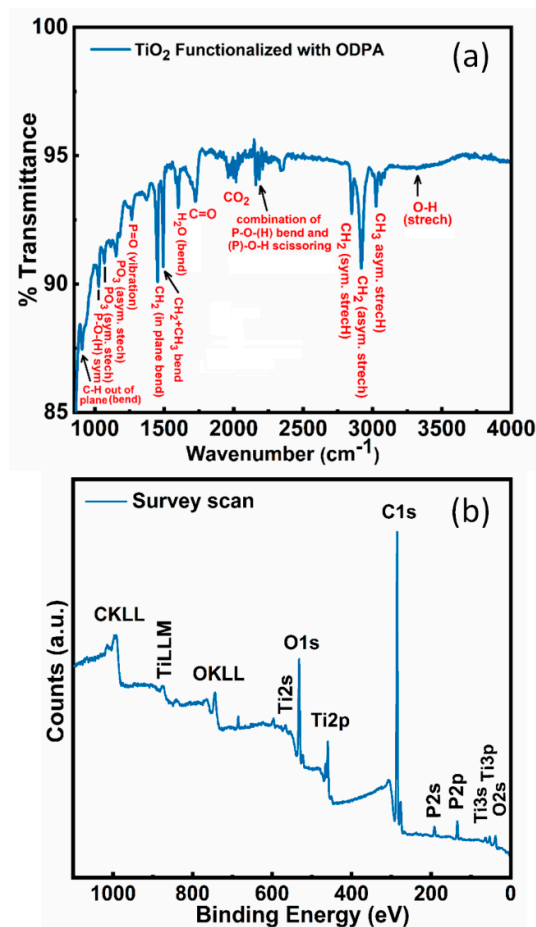 100
TiO2 Functionalized with ODPA
(a)
95
90
85
% Transmittance
C-H out of
plane (bend)
P-O-(H) sym
PO3 (sym. stech)
PO3 (asym. stech)
P=O (vibration)
CH2 (in plane bend)
CH2+CH3 bend
H2O (bend)
C=O
CO2
combination of
P-O-(H) bend and
(P)-O-H scissoring
CH2 (sym. strecH)
CH2 (asym. strech)
CH3 asym. strecH)
O-H
(strech)
1000 1500 2000 2500 3000 3500 4000
Wavenumber (cm-1)
Survey scan
(b)
Counts (a.u.)
CKLL
TiLLM
OKLL
Ti2s
O1s
Ti2p
C1s
P2s
P2p
Ti3s
Ti3p
O2s
1000 800 600 400 200 0
Binding Energy (eV)